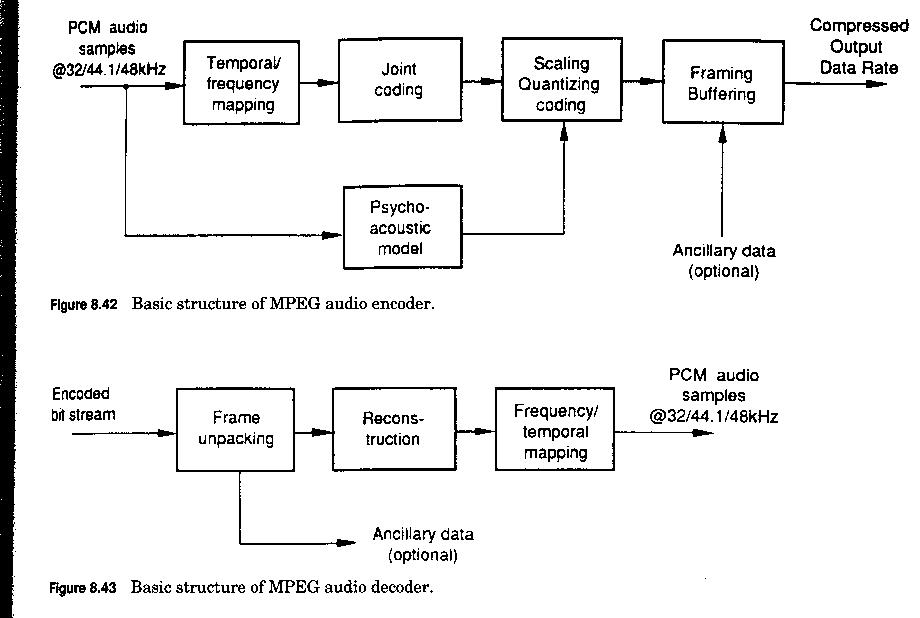 PCM audio
samples
@32/44.1/48kHz
Temporal/
frequency
mapping
Joint
coding
Scaling
Quantizing
coding
Framing
Buffering
Compressed
Output
Data Rate
Psycho-
acoustic
model
Ancillary data
(optional)
Figure 8.42 Basic structure of MPEG audio encoder.
Encoded
bit stream
Frame
unpacking
Recons-
truction
Frequency/
temporal
mapping
PCM audio
samples
@32/44.1/48kHz
Ancillary data
(optional)
Figure 8.43 Basic structure of MPEG audio decoder.